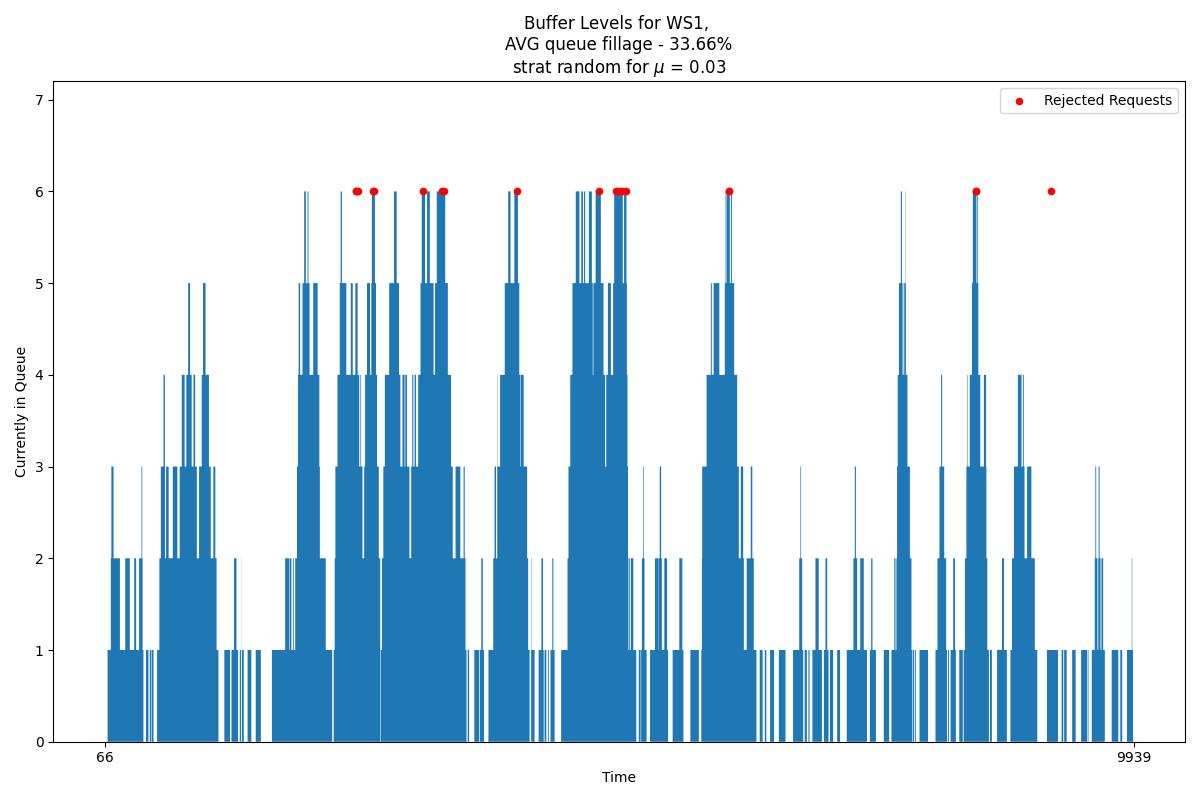 Buffer Levels for WS1,
AVG queue fillage - 33.66%
strat random for μ = 0.03
Rejected Requests
7
6
5
4
3
2
1
0
Currently in Queue
66
9939
Time